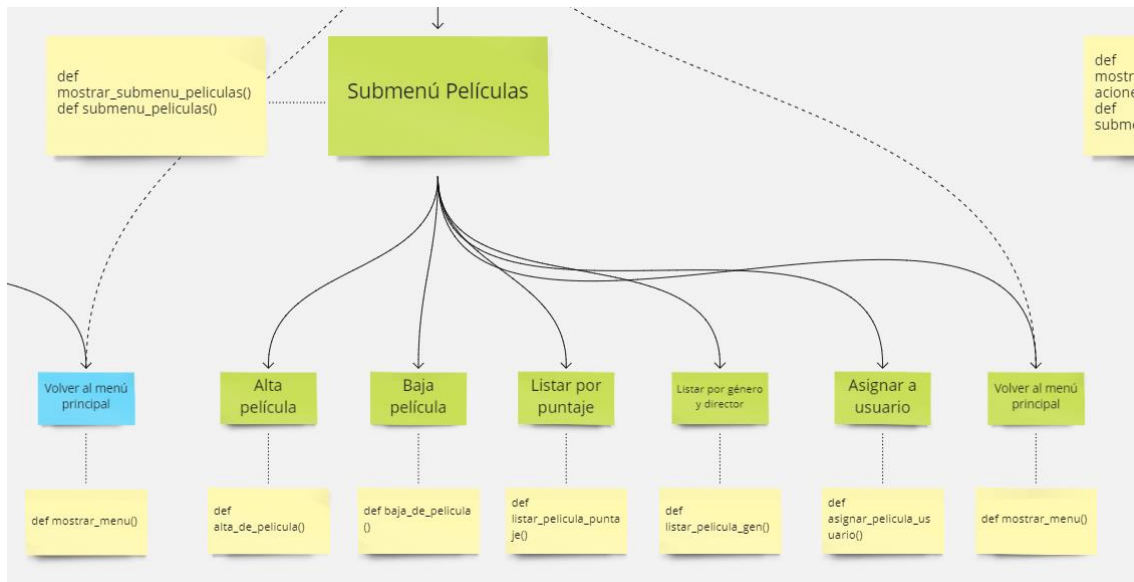 def
mostrar_submenu_peliculas()
def submenu_peliculas()
Submenú Películas
def
mostr
acione
def
subme
Volver al menú
principal
Alta
película
Baja
película
Listar por
puntaje
Listar por género
y director
Asignar a
usuario
Volver al menú
principal
def mostrar_menu()
def
alta_de_pelicula()
def baja_de_pelicula
()
def
listar_pelicula_punta
je()
def
listar_pelicula_gen()
def
asignar_pelicula_us
uario()
def mostrar_menu()